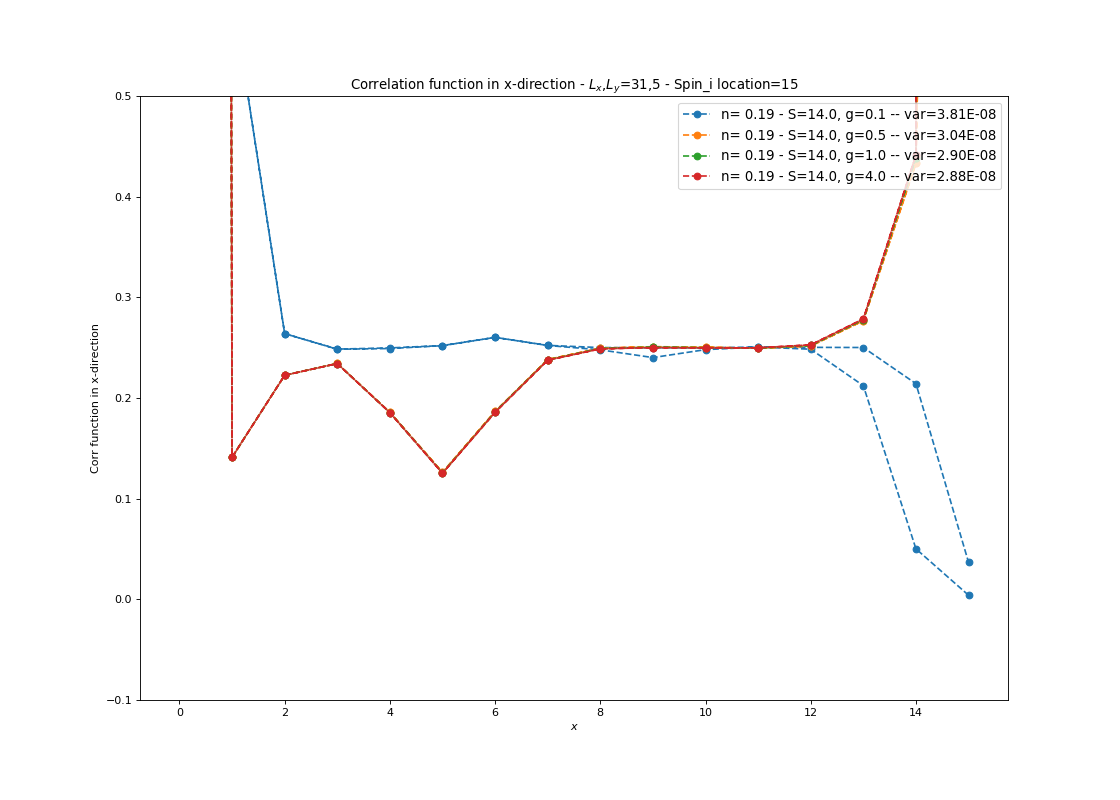 Correlation function in x-direction - Lx,Ly=31,5 - Spin_i location=15
n= 0.19 - S=14.0, g=0.1 -- var=3.81E-08
n= 0.19 - S=14.0, g=0.5 -- var=3.04E-08
n= 0.19 - S=14.0, g=1.0 -- var=2.90E-08
n= 0.19 - S=14.0, g=4.0 -- var=2.88E-08
Corr function in x-direction
0.5
0.4
0.3
0.2
0.1
0.0
−0.1
0 2 4 6 8 10 12 14
x